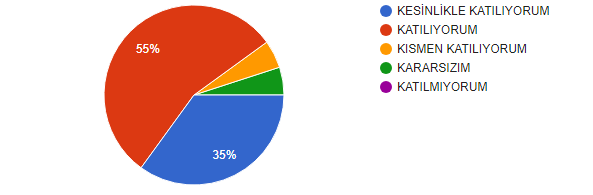 55%
35%
KESİNLİKLE KATILIYORUM
KATILIYORUM
KISMEN KATILIYORUM
KARARSIZIM
KATILMIYORUM